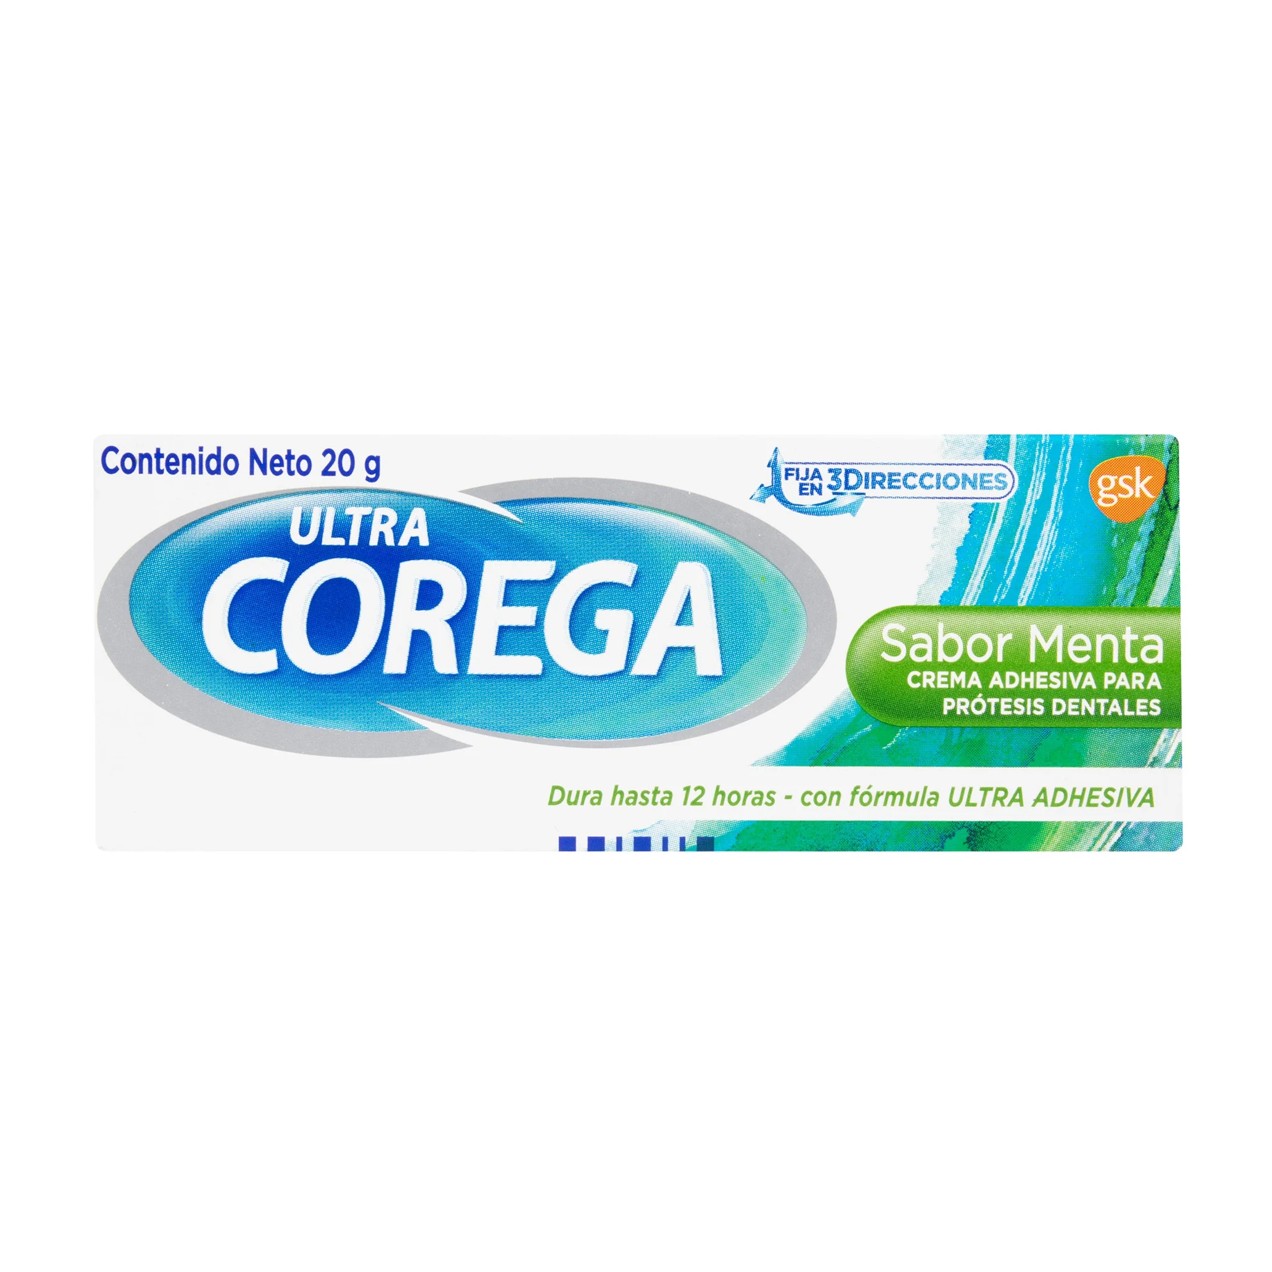 Contenido Neto 20 g
ULTRA
COREGA
FIJA
EN 3DIRECCIONES
gsk
Sabor Menta
CREMA ADHESIVA PARA
PRÓTESIS DENTALES
Dura hasta 12 horas - con fórmula ULTRA ADHESIVA